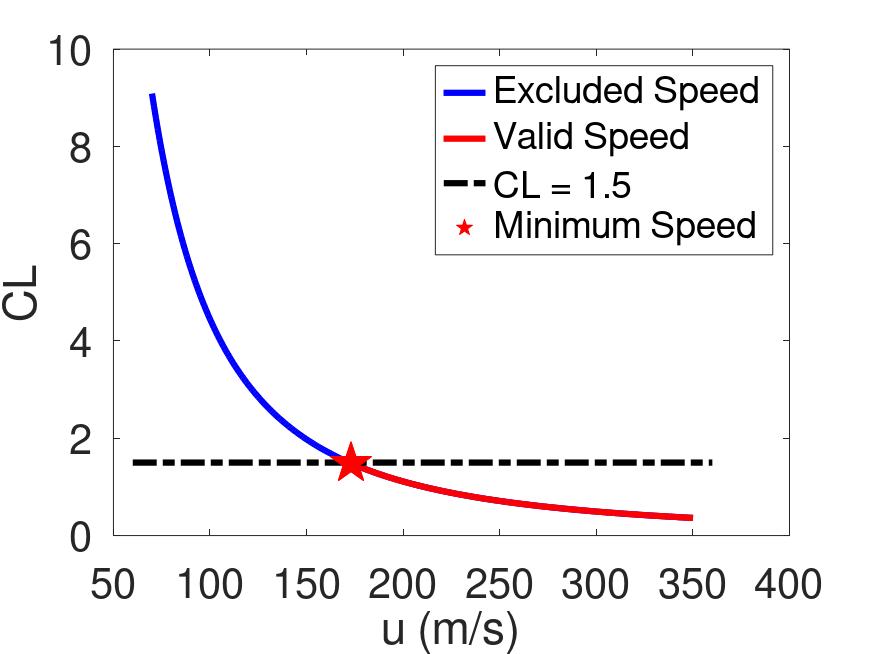 10
8
6
4
2
0
CL
Excluded Speed
Valid Speed
CL = 1.5
Minimum Speed
50 100 150 200 250 300 350 400
u (m/s)